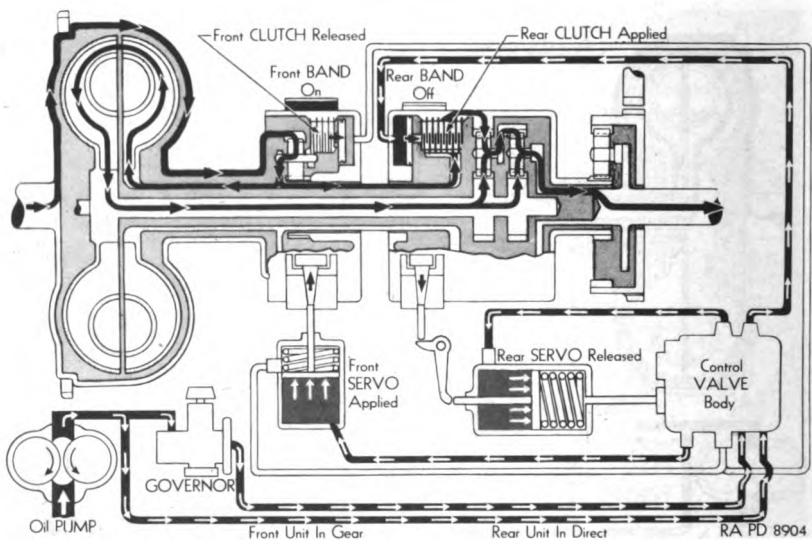 Front CLUTCH Released
Rear CLUTCH Applied
Front BAND
On
Rear BAND
Off
Front
SERVO
Applied
Rear SERVO Released
Control
VALVE
Body
GOVERNOR
Oil PUMP
Front Unit In Gear
Rear Unit In Direct
RA PD 8904